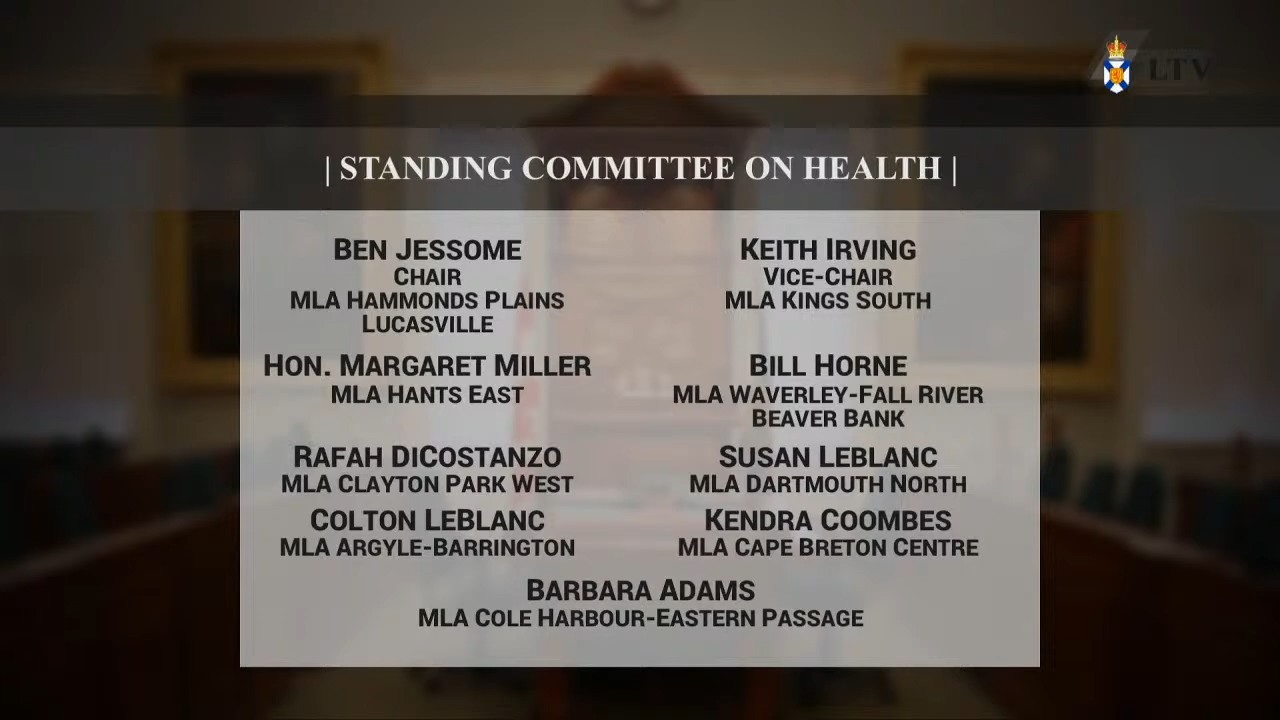 LTV
| STANDING COMMITTEE ON HEALTH |
BEN JESSOME
CHAIR
MLA HAMMONDS PLAINS
LUCASVILLE
KEITH IRVING
VICE-CHAIR
MLA KINGS SOUTH
HON. MARGARET MILLER
MLA HANTS EAST
BILL HORNE
MLA WAVERLEY-FALL RIVER
BEAVER BANK
RAFAH DICOSTANZO
MLA CLAYTON PARK WEST
SUSAN LEBLANC
MLA DARTMOUTH NORTH
COLTON LEBLANC
MLA ARGYLE-BARRINGTON
KENDRA COOMBES
MLA CAPE BRETON CENTRE
BARBARA ADAMS
MLA COLE HARBOUR-EASTERN PASSAGE